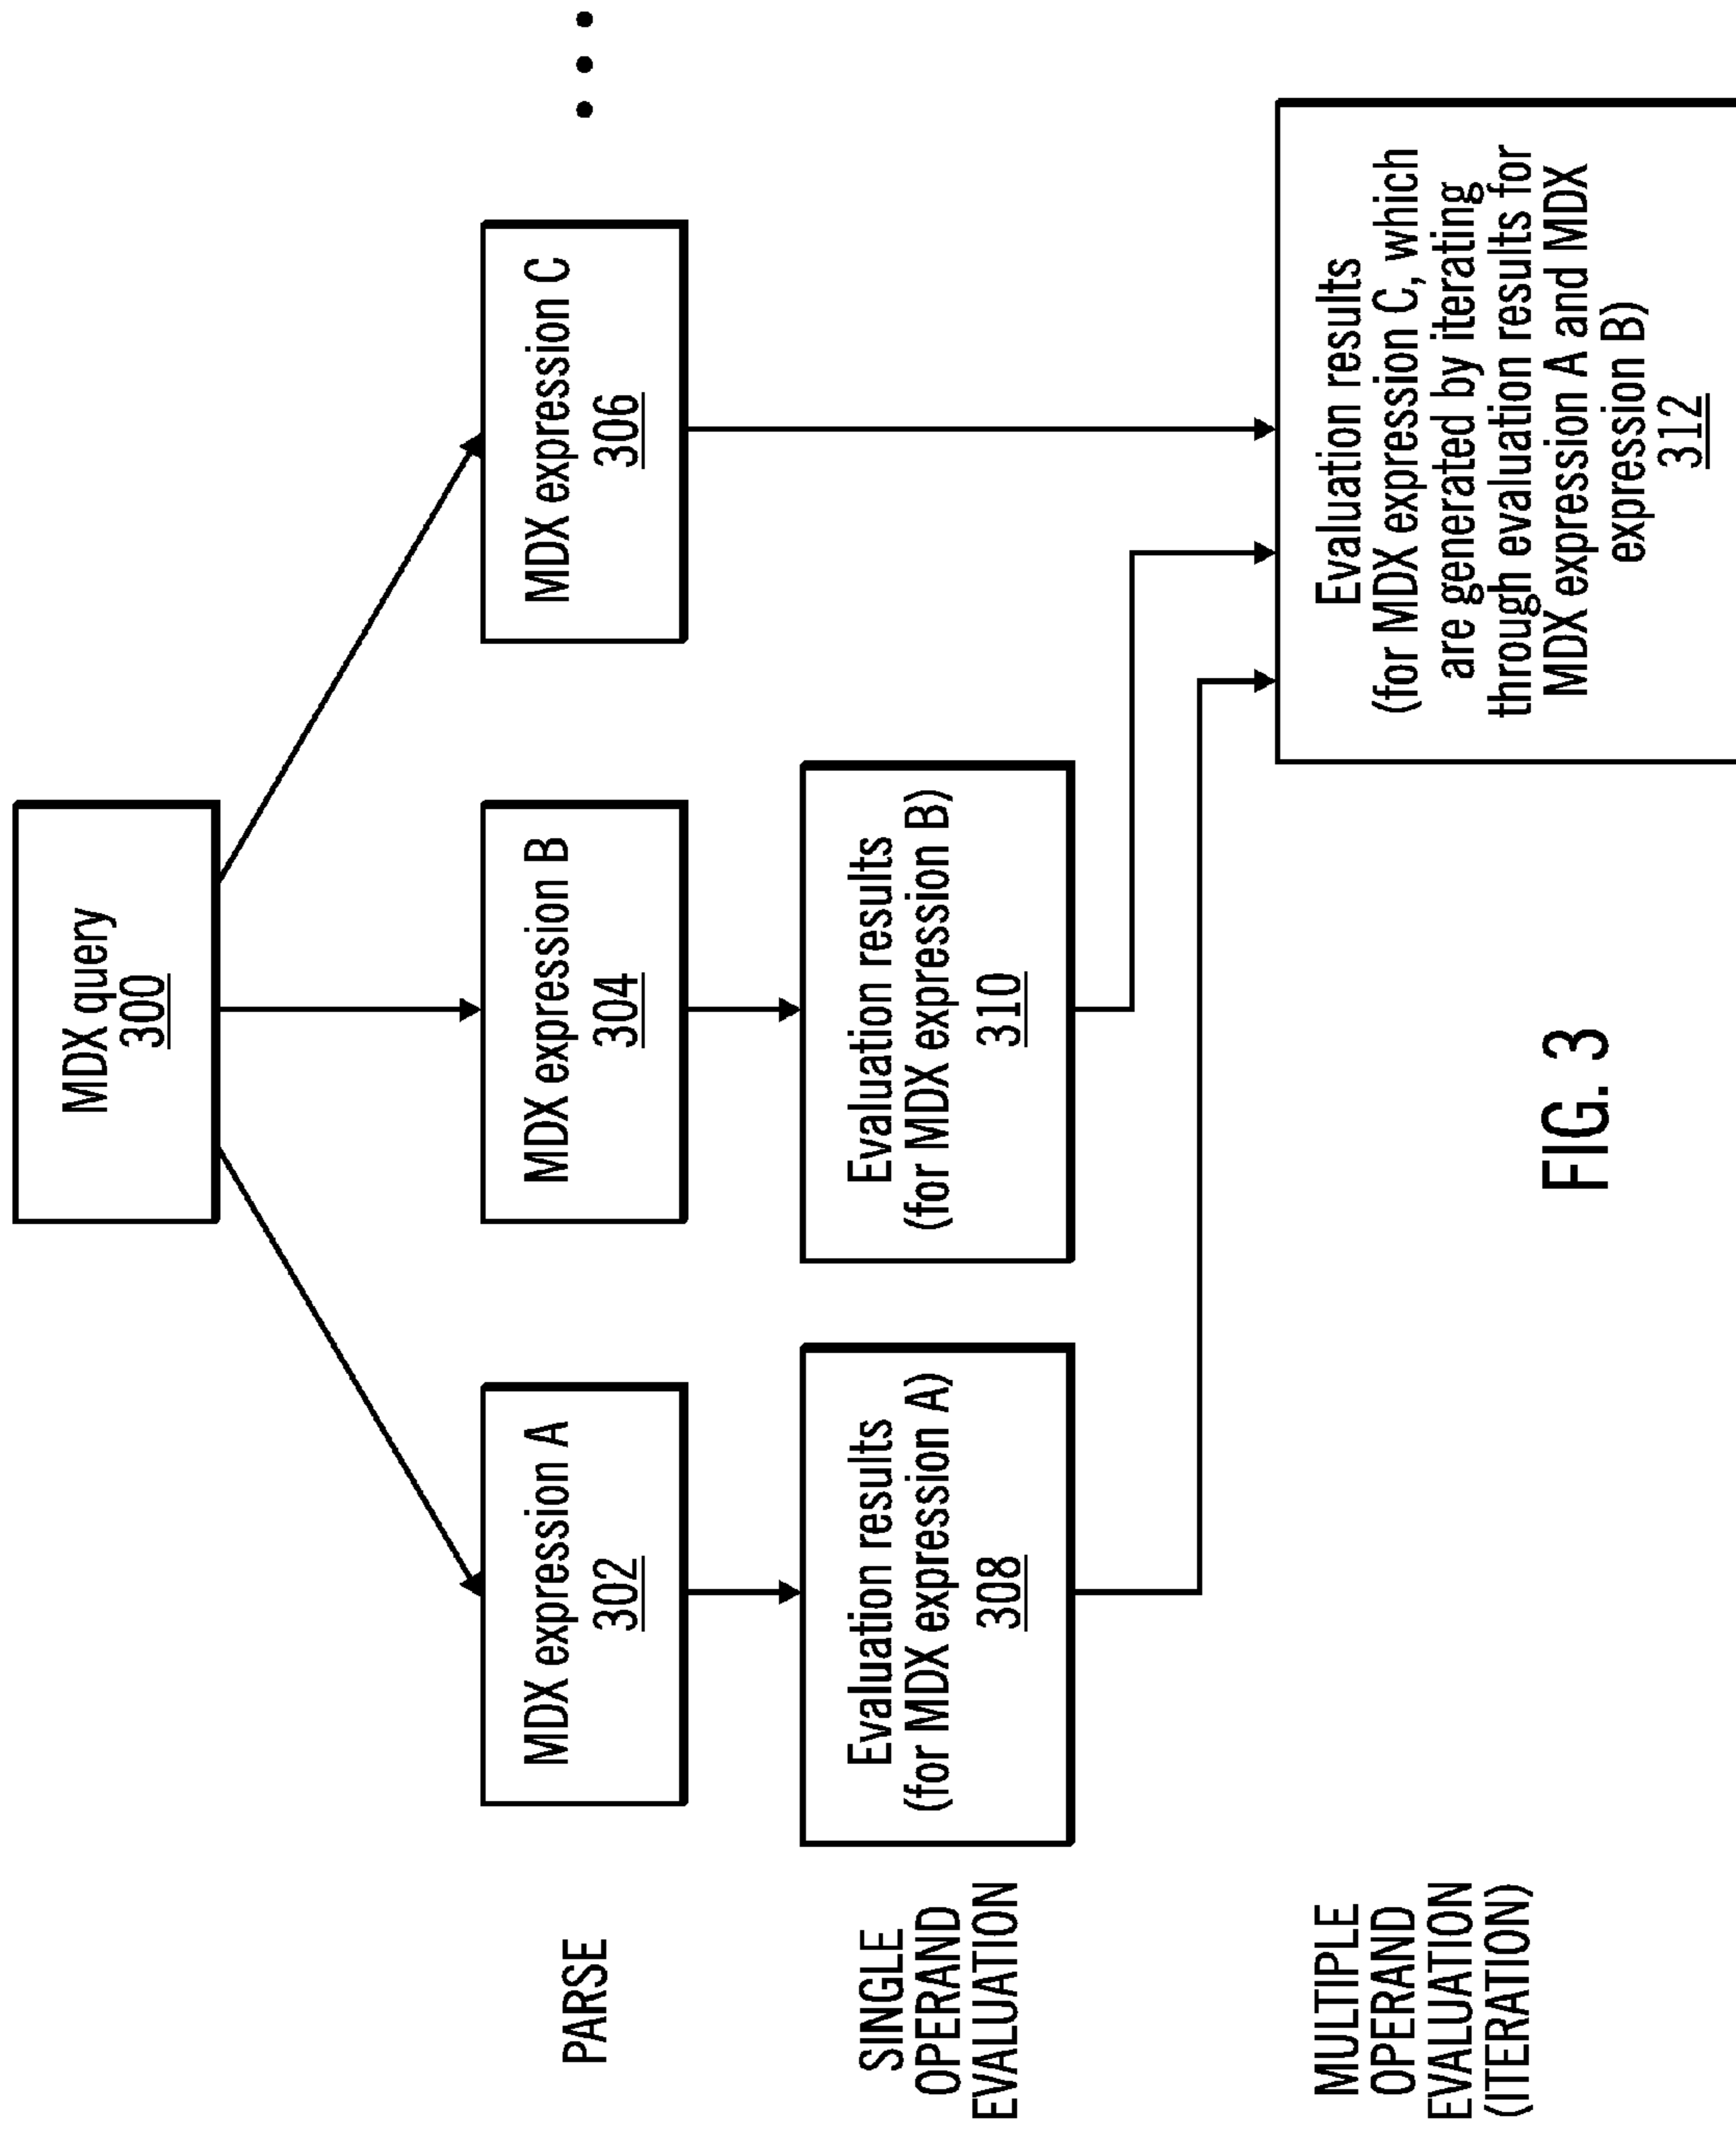 MDX query
300
PARSE
MDX expression A
302
MDX expression B
304
MDX expression C
306
SINGLE
OPERAND
EVALUATION
Evaluation results
(for MDX expression A)
308
Evaluation results
(for MDX expression B)
310
MULTIPLE
OPERAND
EVALUATION
(ITERATION)
Evaluation results
(for MDX expression C, which
are generated by iterating
through evaluation results for
MDX expression A and MDX
expression B)
312
FIG. 3